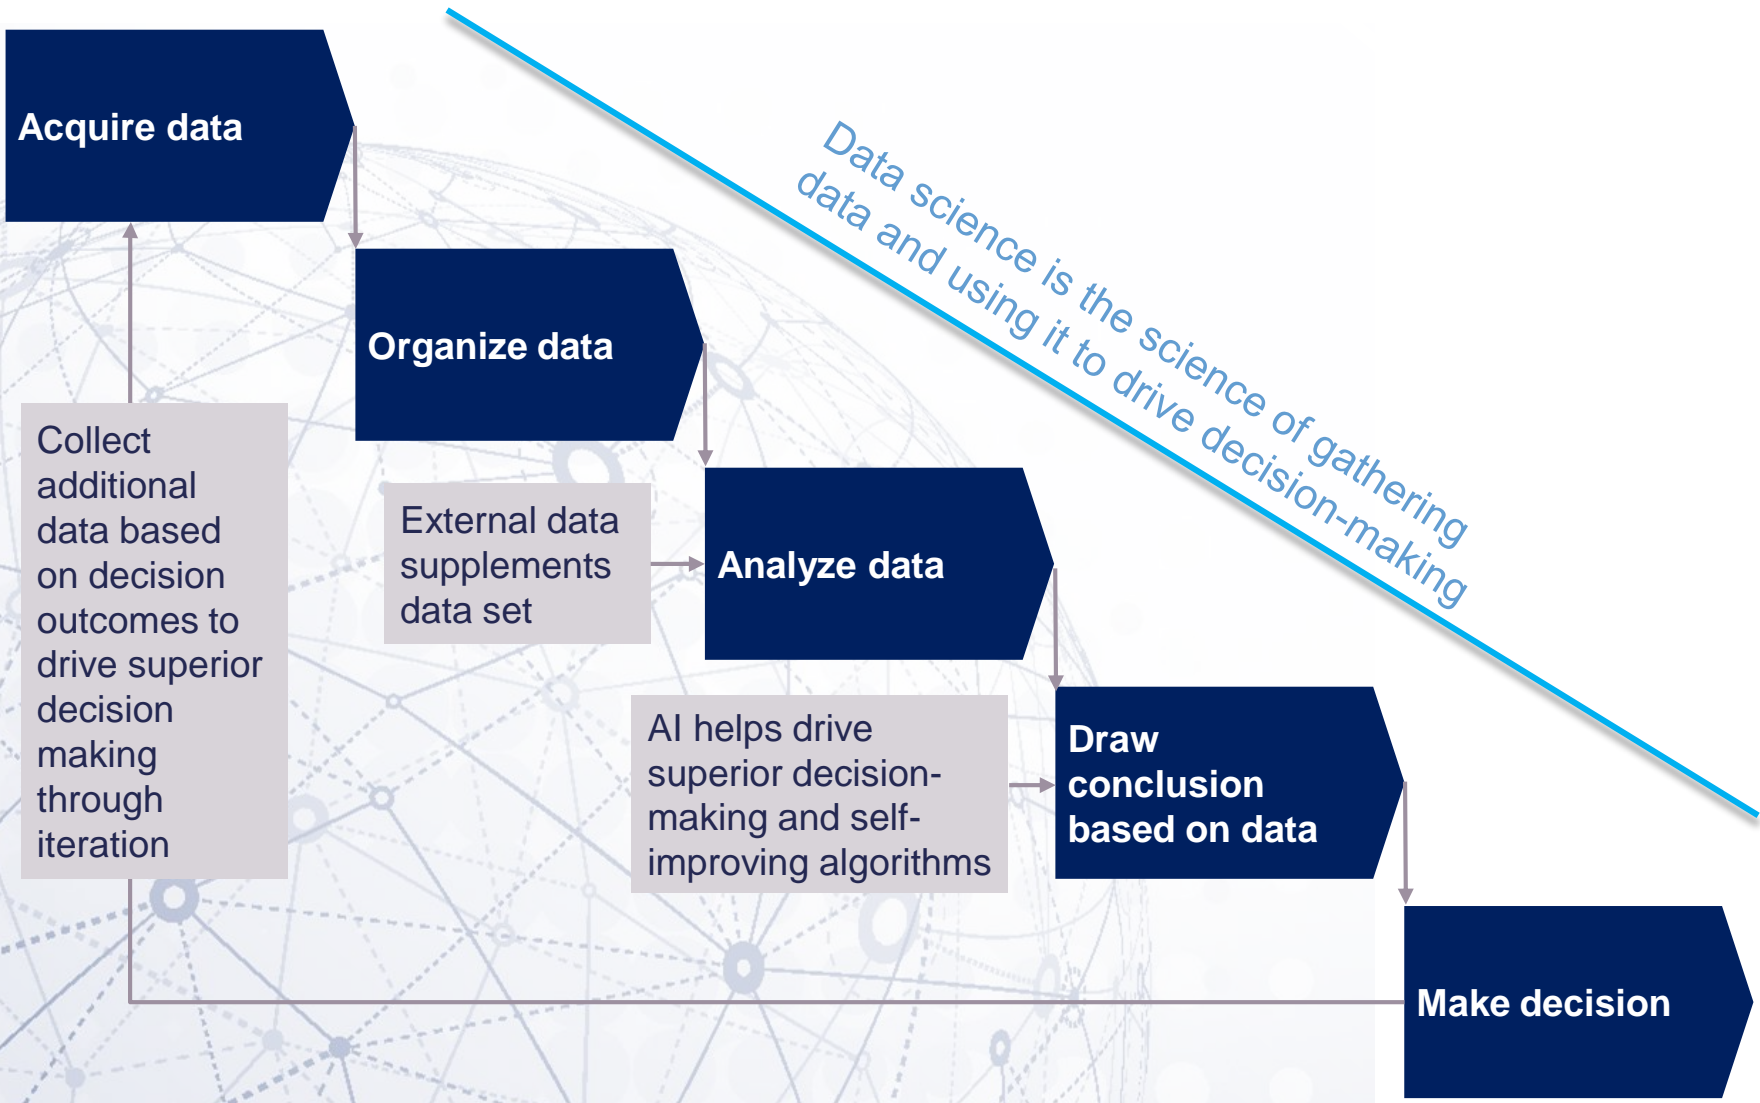 Acquire data
Data science is the science of gathering
data and using it to drive decision-making
Organize data
Collect
additional
data based
on decision
outcomes to
drive superior
decision
making
through
iteration
External data
supplements
data set
Analyze data
AI helps drive
superior decision-
making and self-
improving algorithms
Draw
conclusion
based on data
Make decision